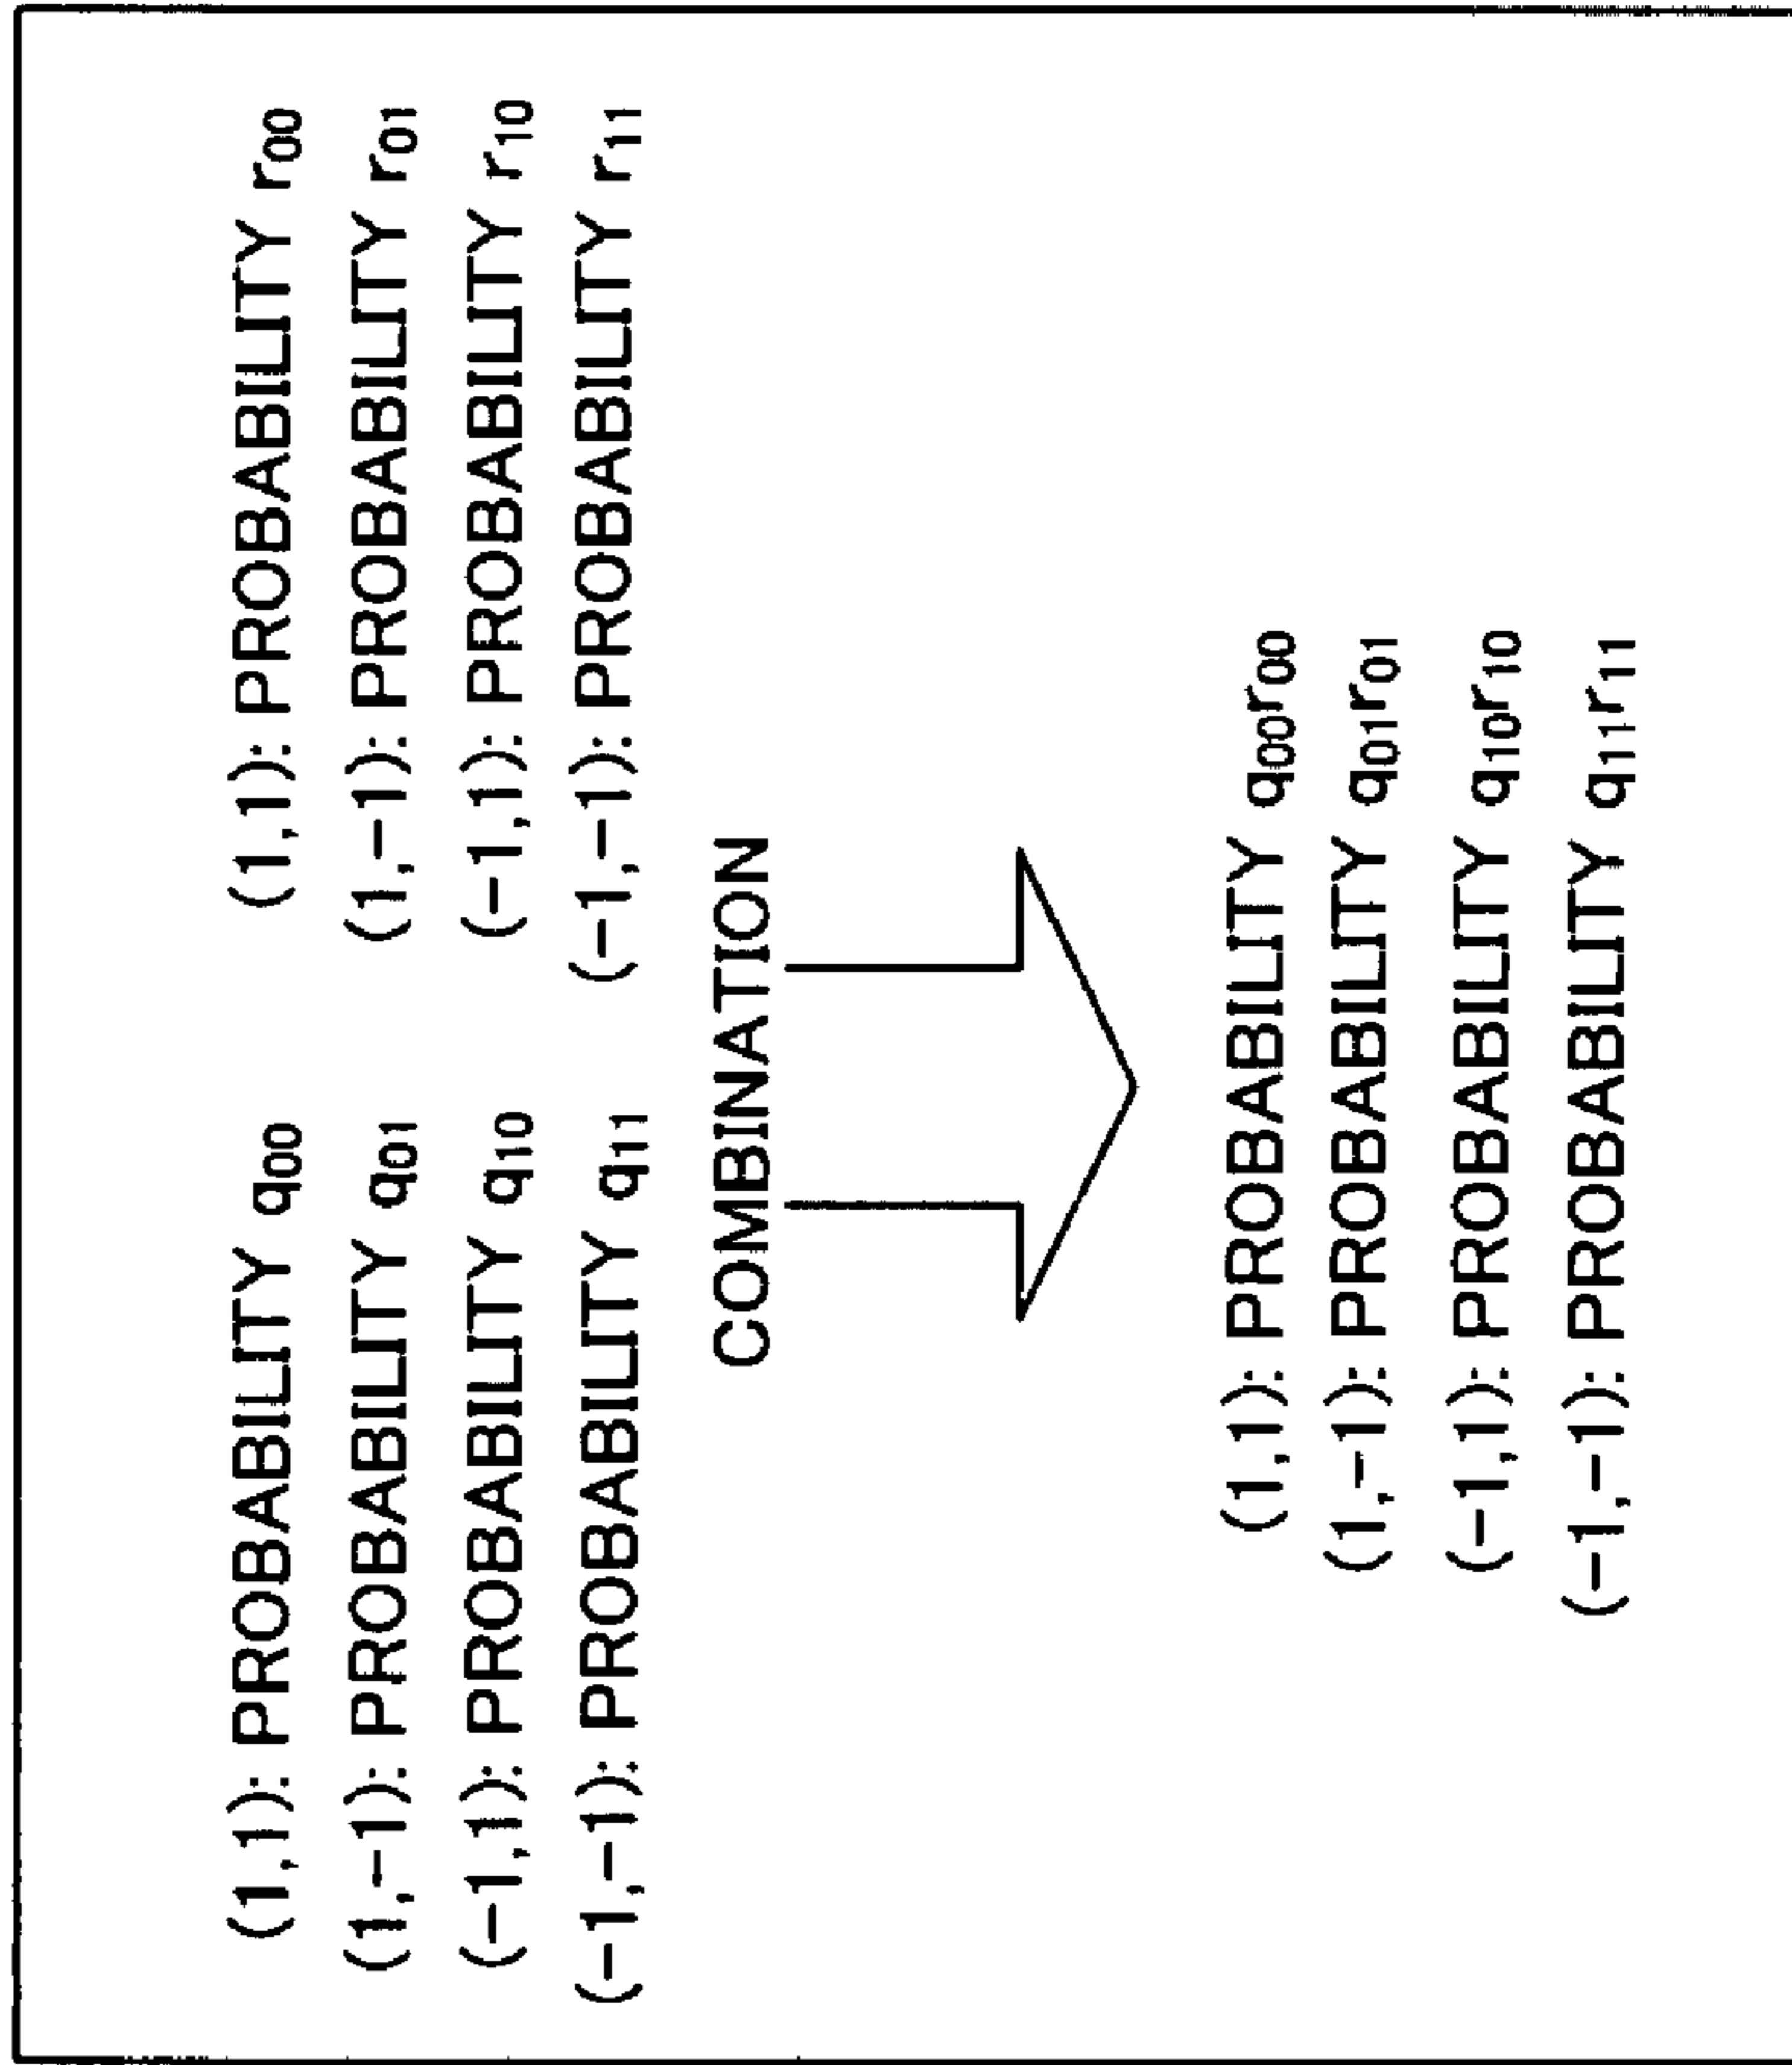 (1,1): PROBABILITY q00
(1,−1): PROBABILITY q01
(−1,1): PROBABILITY q10
(−1,−1): PROBABILITY q11
(1,1): PROBABILITY r00
(1,−1): PROBABILITY r01
(−1,1): PROBABILITY r10
(−1,−1): PROBABILITY r11
COMBINATION
(1,1): PROBABILITY q00r00
(1,−1): PROBABILITY q01r01
(−1,1): PROBABILITY q10r10
(−1,−1): PROBABILITY q11r11